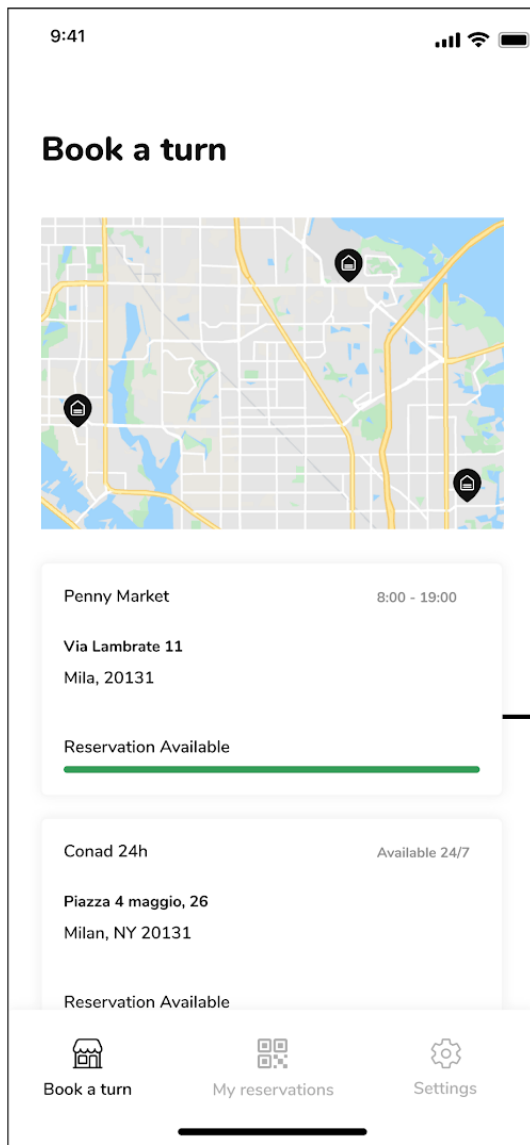 9:41
Book a turn
Penny Market 8:00 - 19:00
Via Lambrate 11
Mila, 20131
Reservation Available
Conad 24h Available 24/7
Piazza 4 maggio, 26
Milan, NY 20131
Reservation Available
Book a turn My reservations Settings